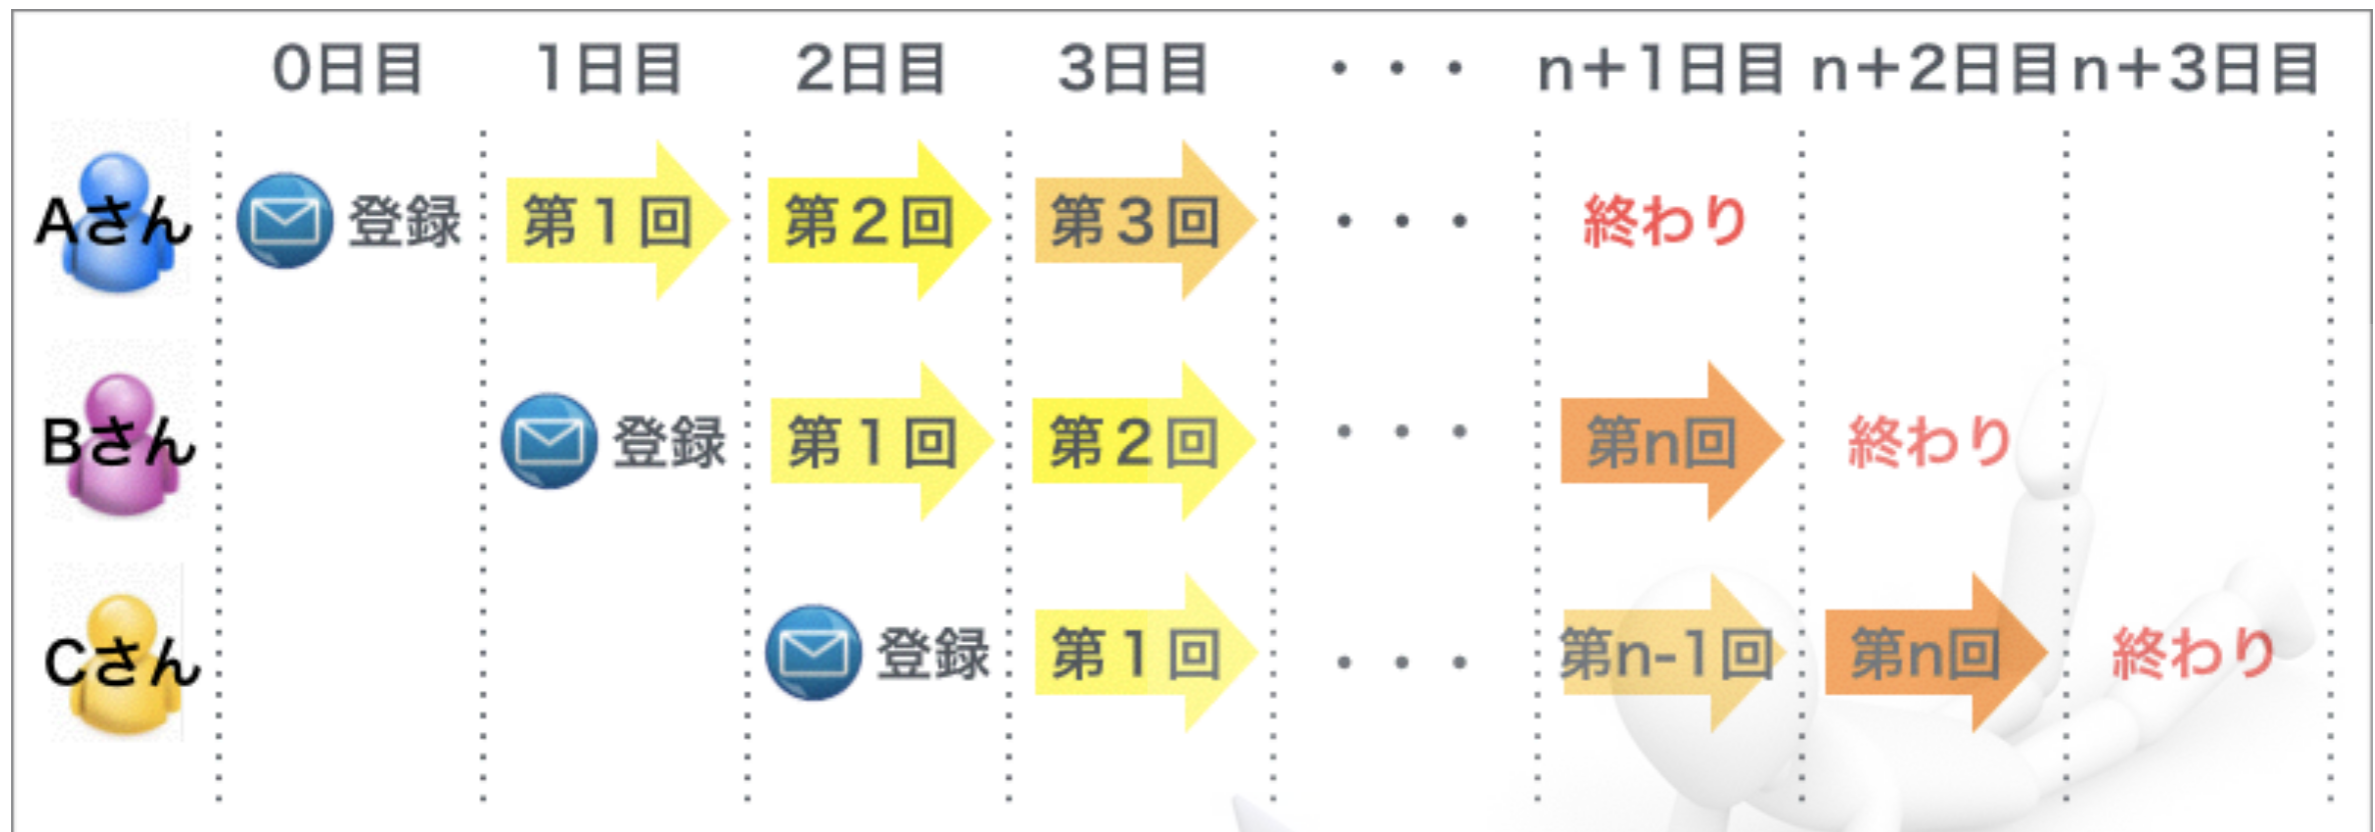 0日目 1日目 2日目 3日目 ・・・ n＋1日目 n＋2日目 n＋3日目
Aさん 登録 第１回 第２回 第３回 ・・・ 終わり
Bさん 登録 第１回 第２回 ・・・ 第n回 終わり
Cさん 登録 第１回 ・・・ 第n-1回 第n回 終わり